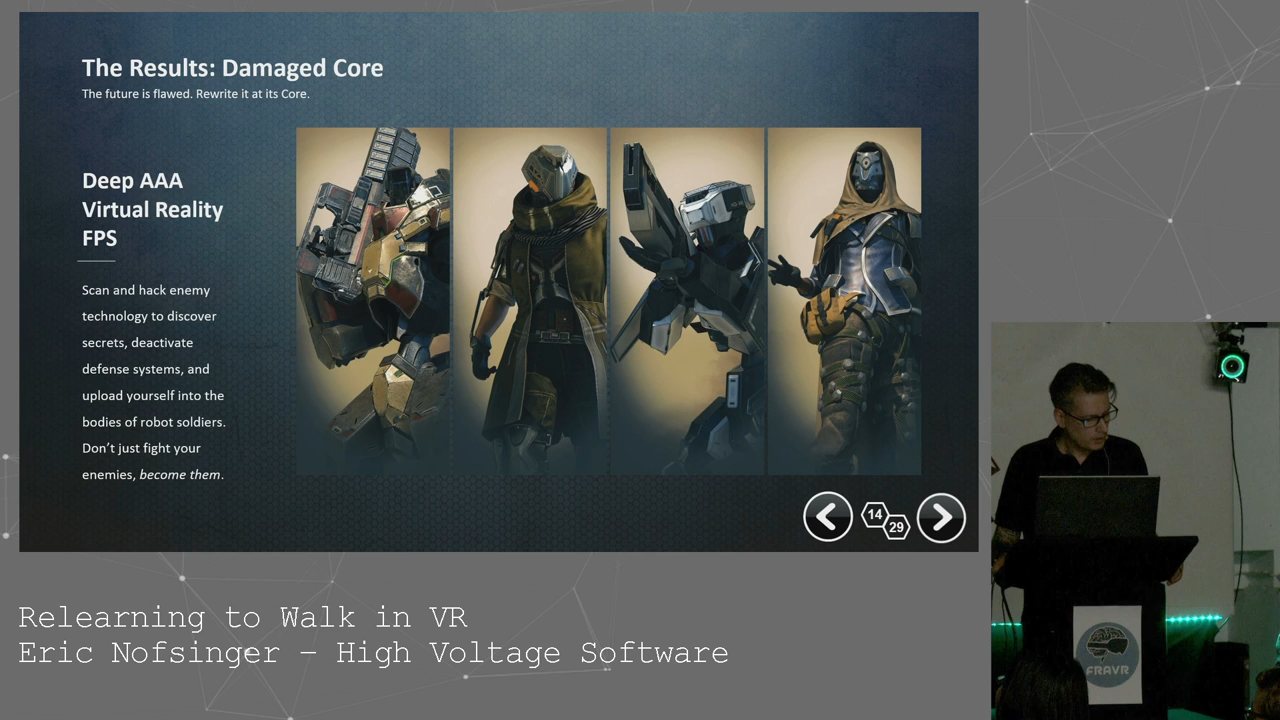 The Results: Damaged Core
The future is flawed. Rewrite it at its Core.
Deep AAA
Virtual Reality
FPS
Scan and hack enemy
technology to discover
secrets, deactivate
defense systems, and
upload yourself into the
bodies of robot soldiers.
Don’t just fight your
enemies, become them.
14
29
Relearning to Walk in VR
Eric Nofsinger – High Voltage Software
FRAVR